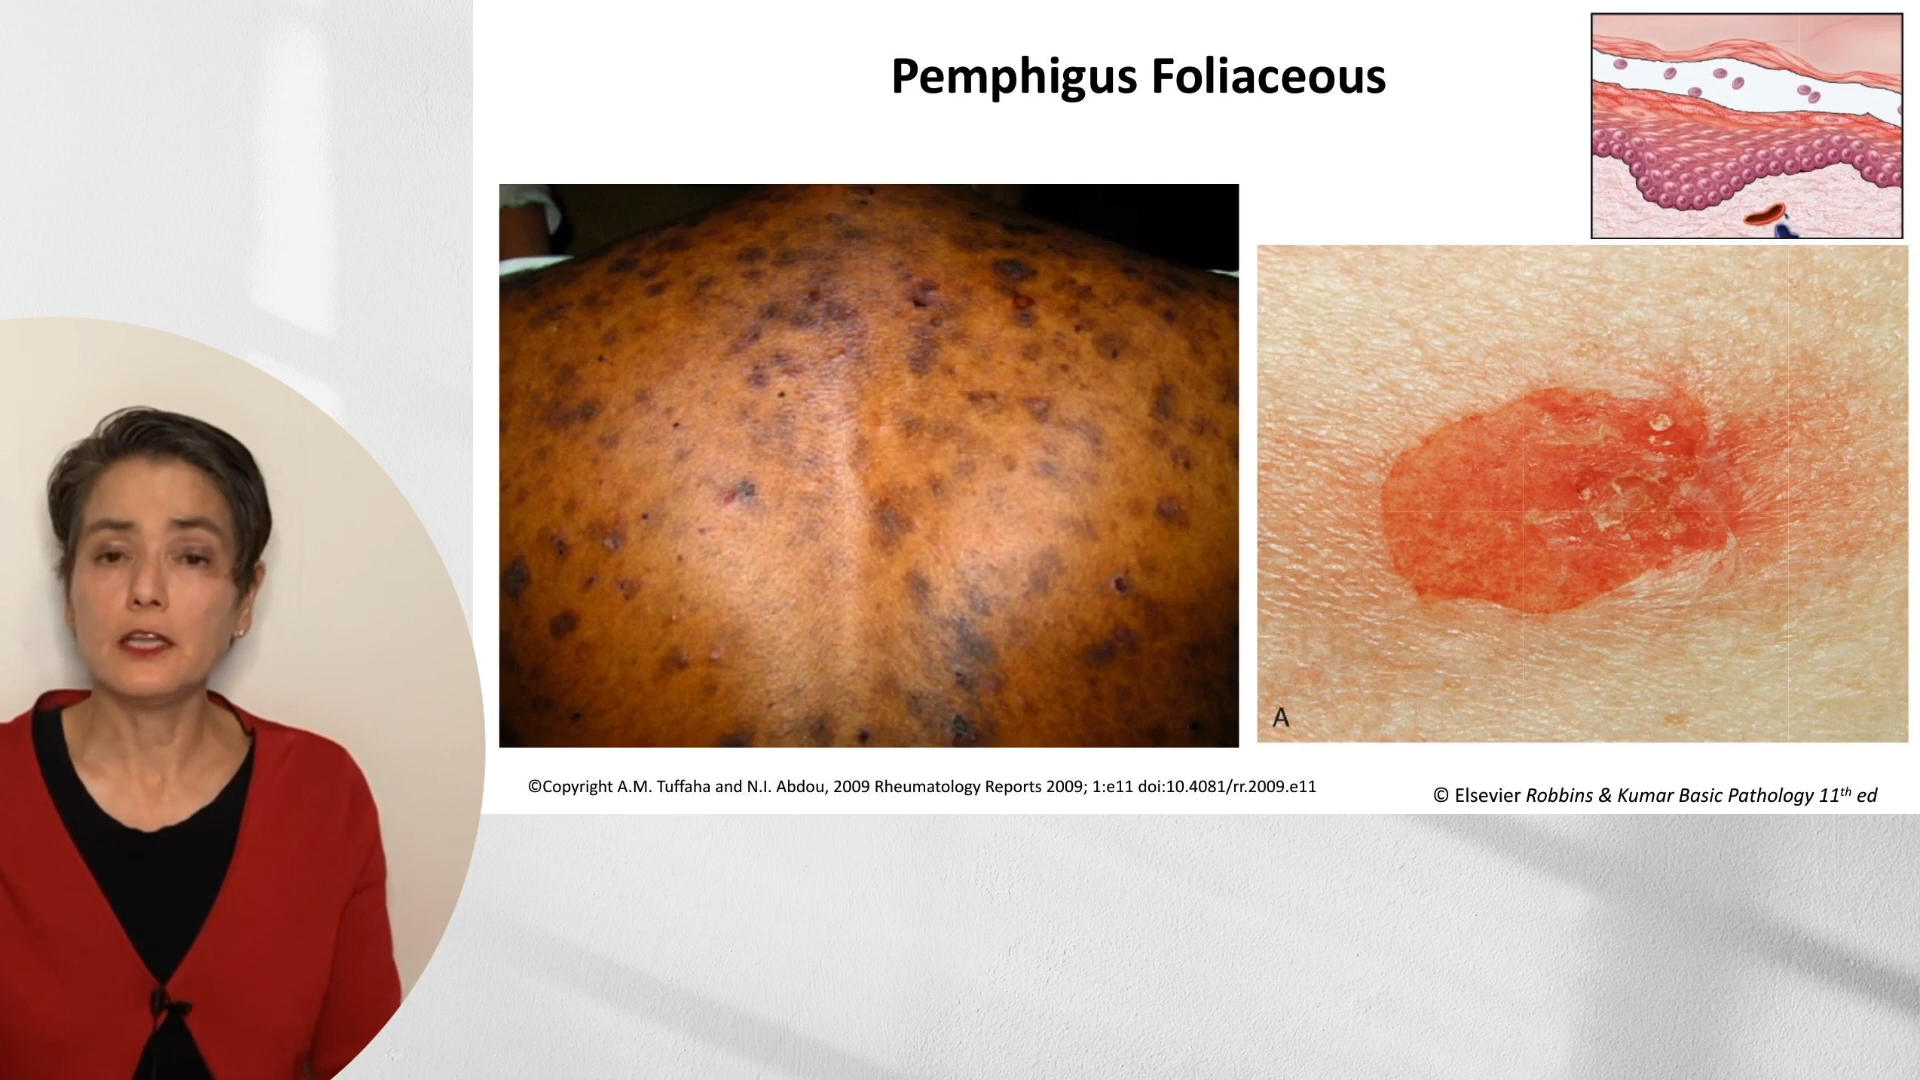 Pemphigus Foliaceous
A
©Copyright A.M. Tuffaha and N.I. Abdou, 2009 Rheumatology Reports 2009; 1:e11 doi:10.4081/rr.2009.e11
© Elsevier Robbins & Kumar Basic Pathology 11th ed